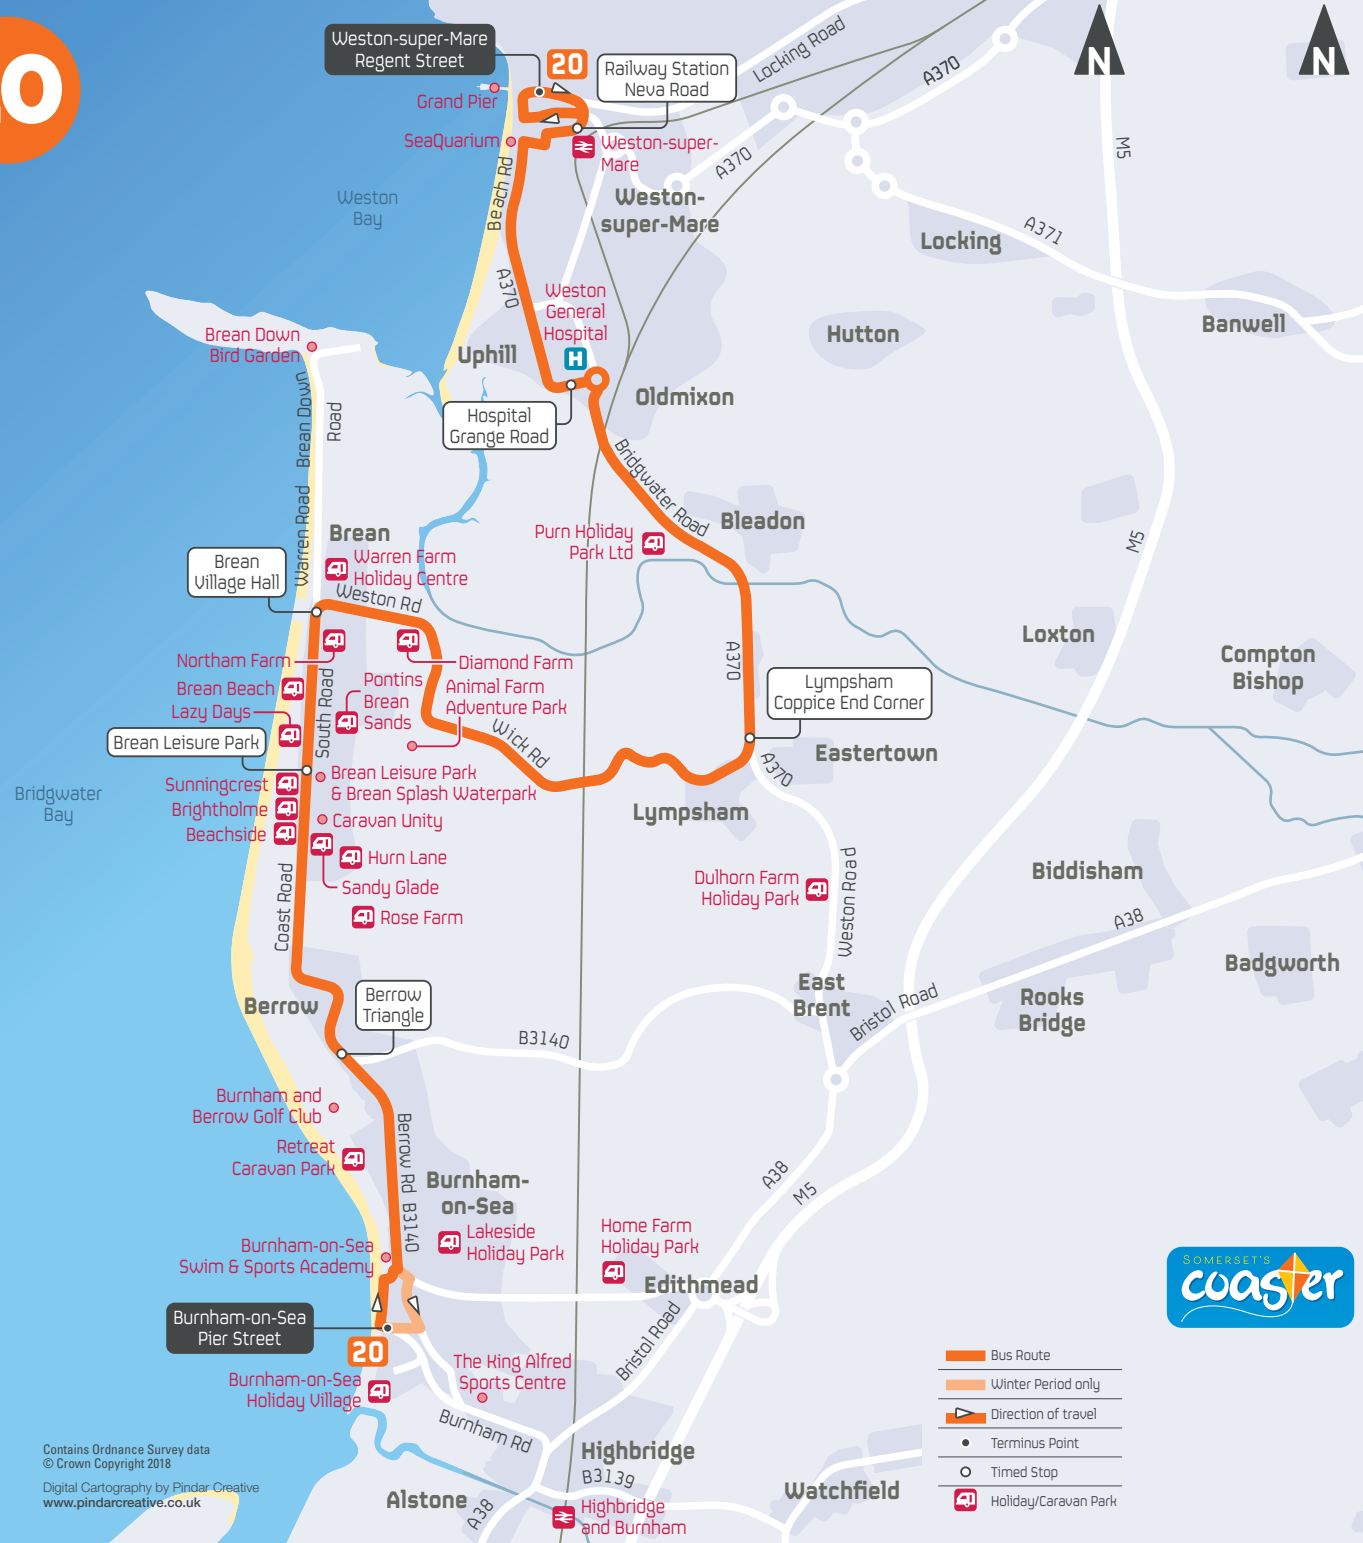 20
Weston-super-Mare
Regent Street
20
Railway Station
Neva Road
Locking Road
A370
N
N
Grand Pier
SeaQuarium
Weston-super-
Mare
A370
M5
Weston
Bay
Beach Rd
Weston-
super-Mare
Locking
A371
A370
Weston
General
Hospital
H
Brean Down
Bird Garden
Uphill
Hutton
Banwell
Oldmixon
Hospital
Grange Road
Brean Down
Road
Bridgwater Road
Warren Road
Brean
Purn Holiday
Park Ltd
Bleadon
M5
Brean
Village Hall
Warren Farm
Holiday Centre
Weston Rd
Loxton
Northam Farm
Diamond Farm
A370
Compton
Bishop
Brean Beach
Pontins
Brean
Sands
Animal Farm
Adventure Park
Lympsham
Coppice End Corner
Lazy Days
South Road
Wick Rd
Brean Leisure Park
Eastertown
A370
Sunningcrest
Brean Leisure Park
& Brean Splash Waterpark
Bridgwater
Bay
Brightholme
Beachside
Caravan Unity
Lympsham
Hurn Lane
Sandy Glade
Rose Farm
Coast Road
Dulhorn Farm
Holiday Park
Weston Road
Biddisham
A38
Badgworth
Berrow
Berrow
Triangle
East
Brent
Bristol Road
Rooks
Bridge
B3140
Burnham and
Berrow Golf Club
Retreat
Caravan Park
Berrow Rd
B3140
Burnham-
on-Sea
A38
M5
Lakeside
Holiday Park
Home Farm
Holiday Park
Burnham-on-Sea
Swim & Sports Academy
Edithmead
SOMERSET'S
coaster
Burnham-on-Sea
Pier Street
20
Bristol Road
The King Alfred
Sports Centre
Burnham-on-Sea
Holiday Village
Burnham Rd
Bus Route
Winter Period only
Direction of travel
Terminus Point
Timed Stop
Holiday/Caravan Park
Highbridge
B3139
Watchfield
Alstone
A38
Highbridge
and Burnham
Contains Ordnance Survey data
© Crown Copyright 2018
Digital Cartography by Pindar Creative
www.pindarcreative.co.uk